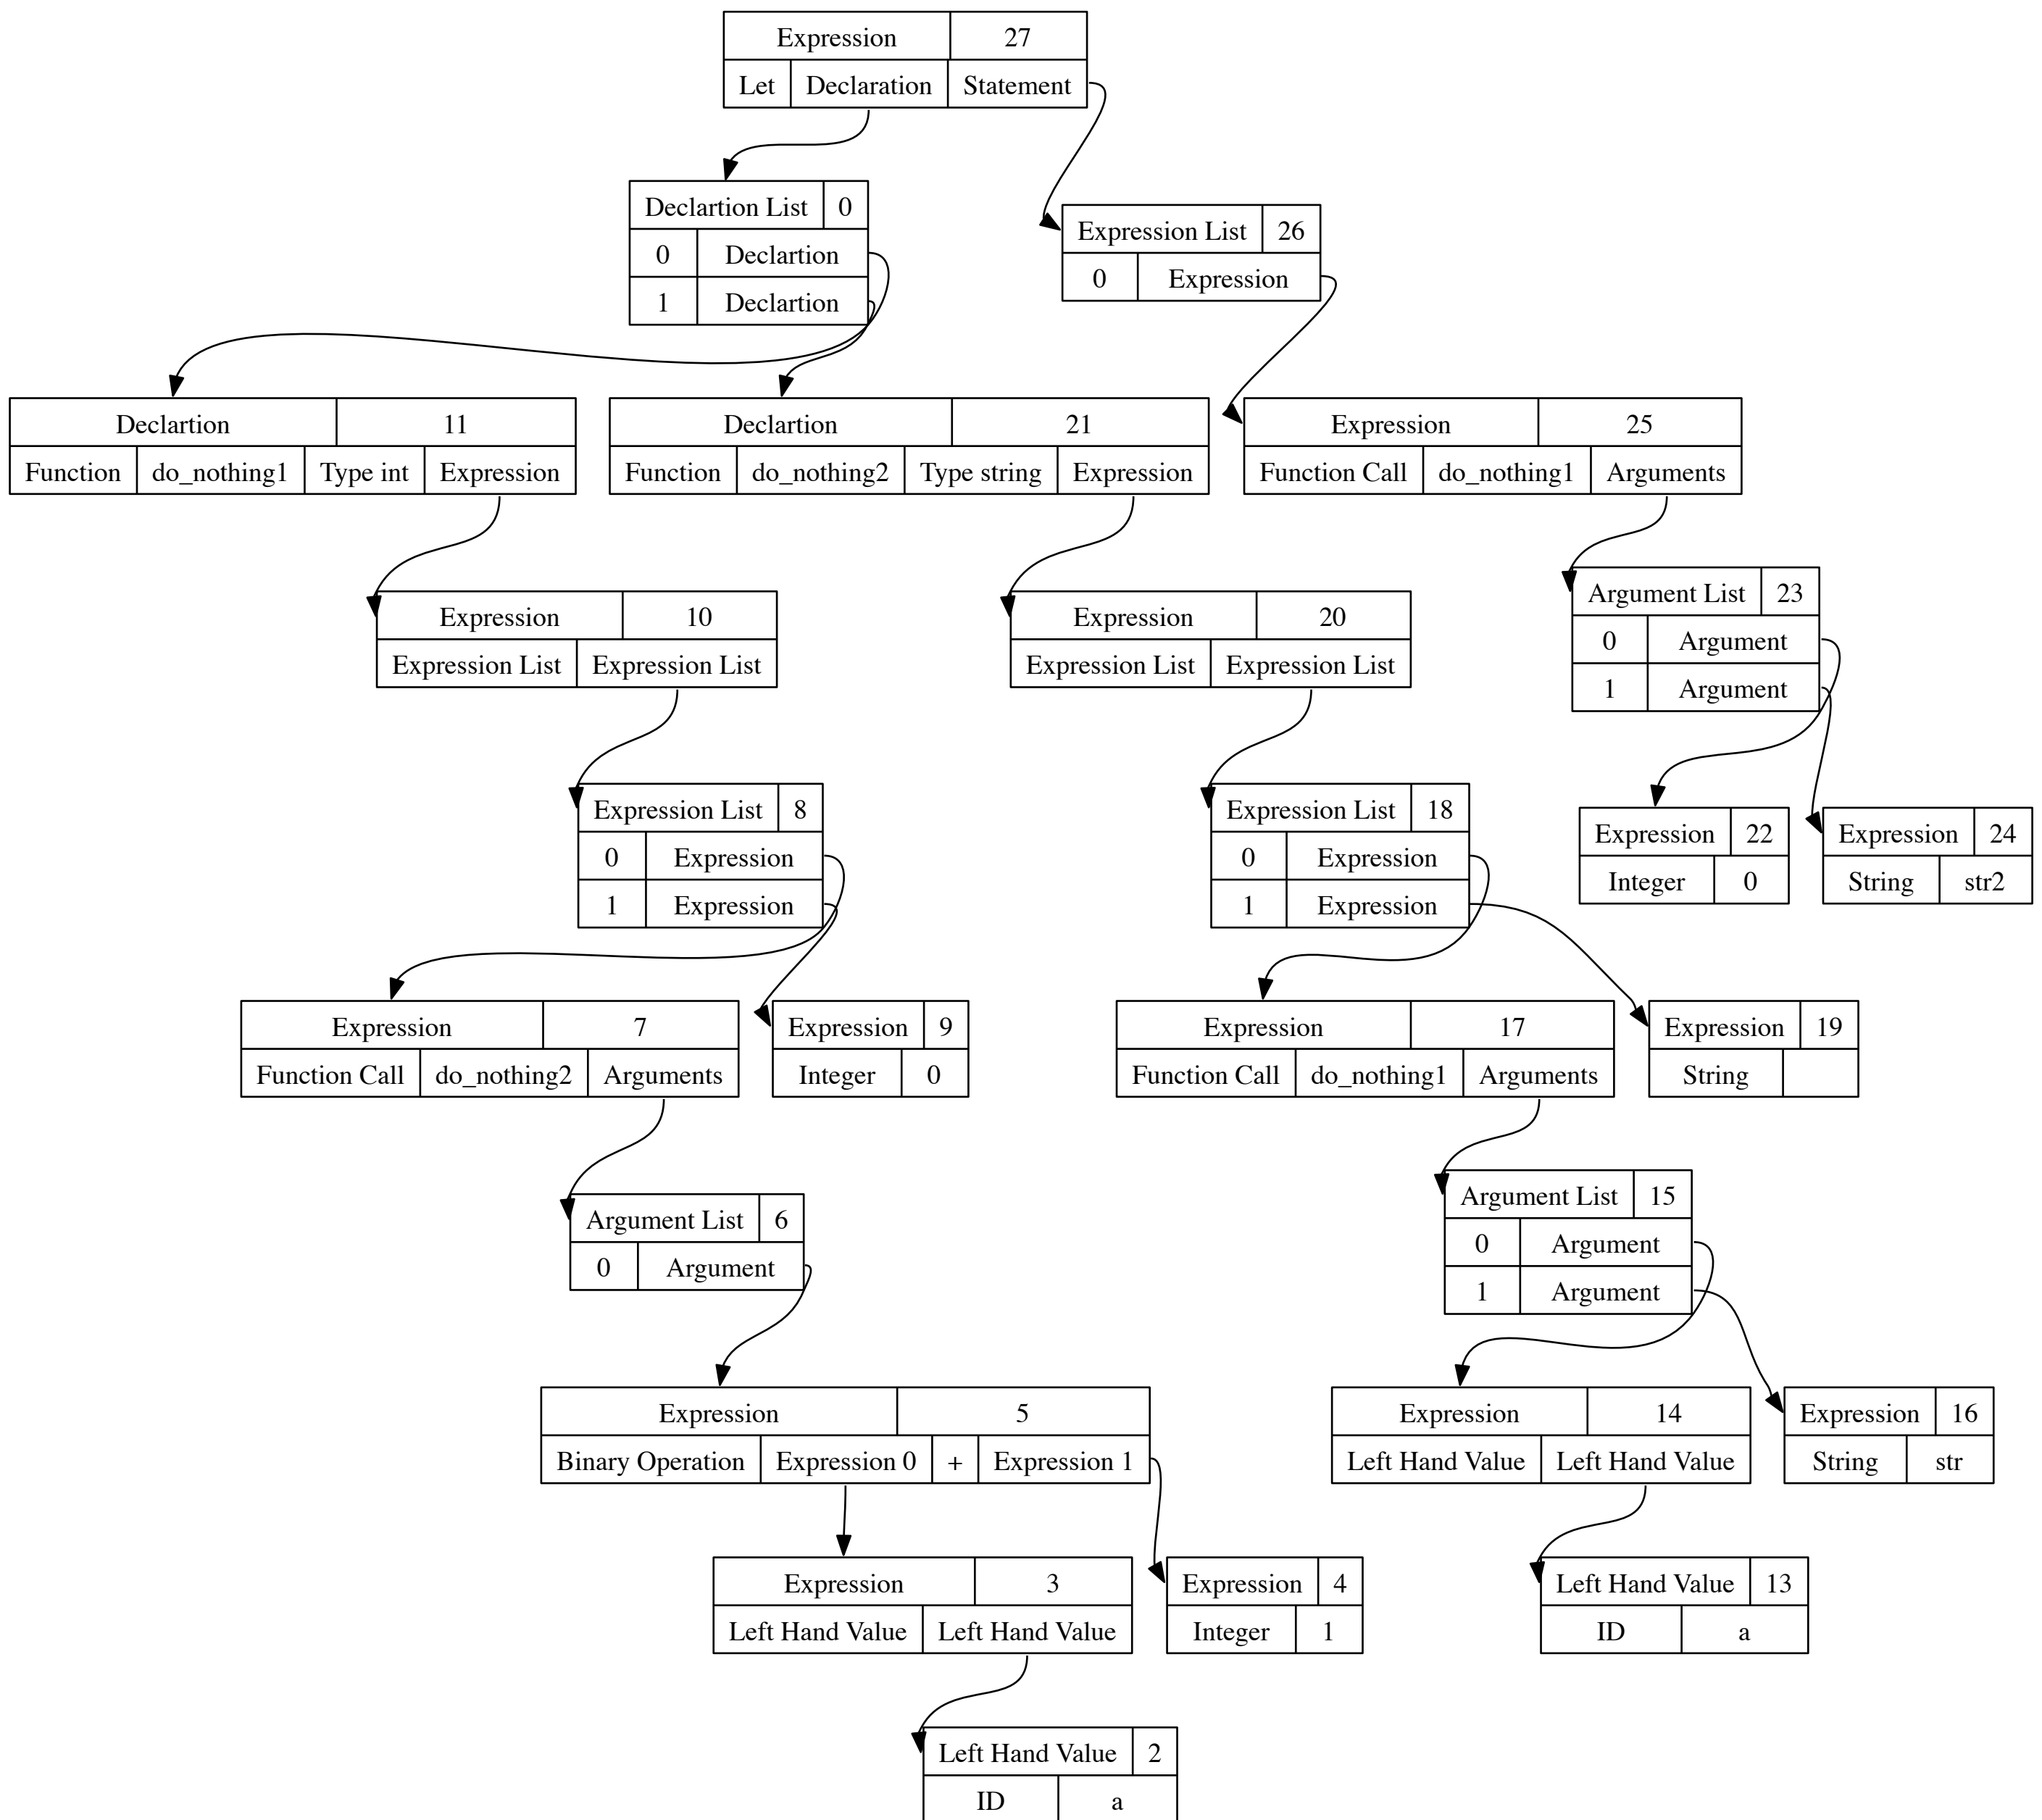 Expression 27
Let Declaration Statement
Declartion List 0
0 Declartion
1 Declartion
Expression List 26
0 Expression
Declartion 11
Function do_nothing1 Type int Expression
Declartion 21
Function do_nothing2 Type string Expression
Expression 25
Function Call do_nothing1 Arguments
Expression 10
Expression List Expression List
Expression 20
Expression List Expression List
Argument List 23
0 Argument
1 Argument
Expression List 8
0 Expression
1 Expression
Expression List 18
0 Expression
1 Expression
Expression 22
Integer 0
Expression 24
String str2
Expression 7
Function Call do_nothing2 Arguments
Expression 9
Integer 0
Expression 17
Function Call do_nothing1 Arguments
Expression 19
String
Argument List 6
0 Argument
Argument List 15
0 Argument
1 Argument
Expression 5
Binary Operation Expression 0 + Expression 1
Expression 14
Left Hand Value Left Hand Value
Expression 16
String str
Expression 3
Left Hand Value Left Hand Value
Expression 4
Integer 1
Left Hand Value 13
ID a
Left Hand Value 2
ID a